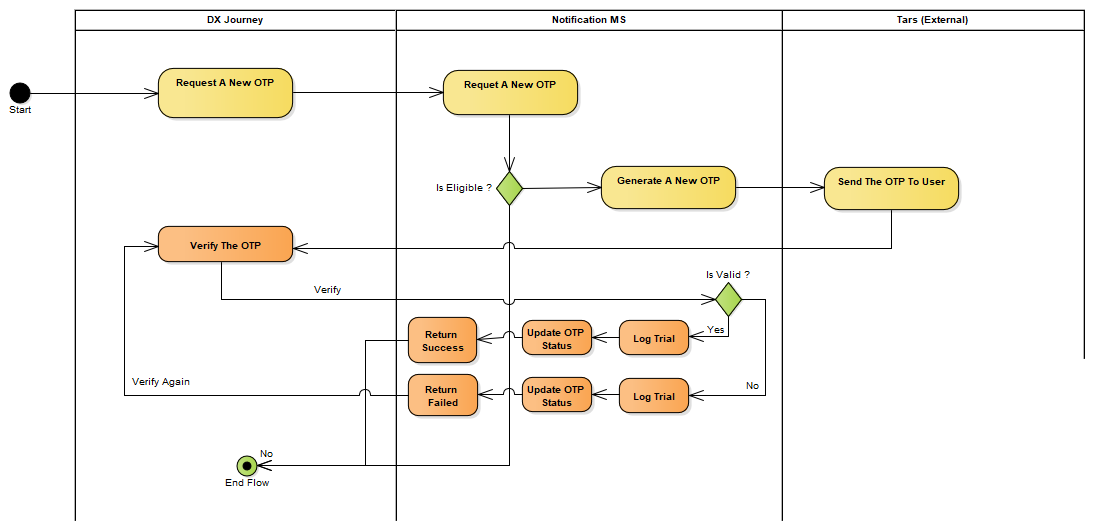 DX Journey
Notification MS
Tars (External)
Request A New OTP
Requet A New OTP
Start
Is Eligible ?
Generate A New OTP
Send The OTP To User
Verify The OTP
Is Valid ?
Verify
Return
Success
Update OTP
Status
Log Trial
Yes
Verify Again
Return
Failed
Update OTP
Status
Log Trial
No
No
End Flow